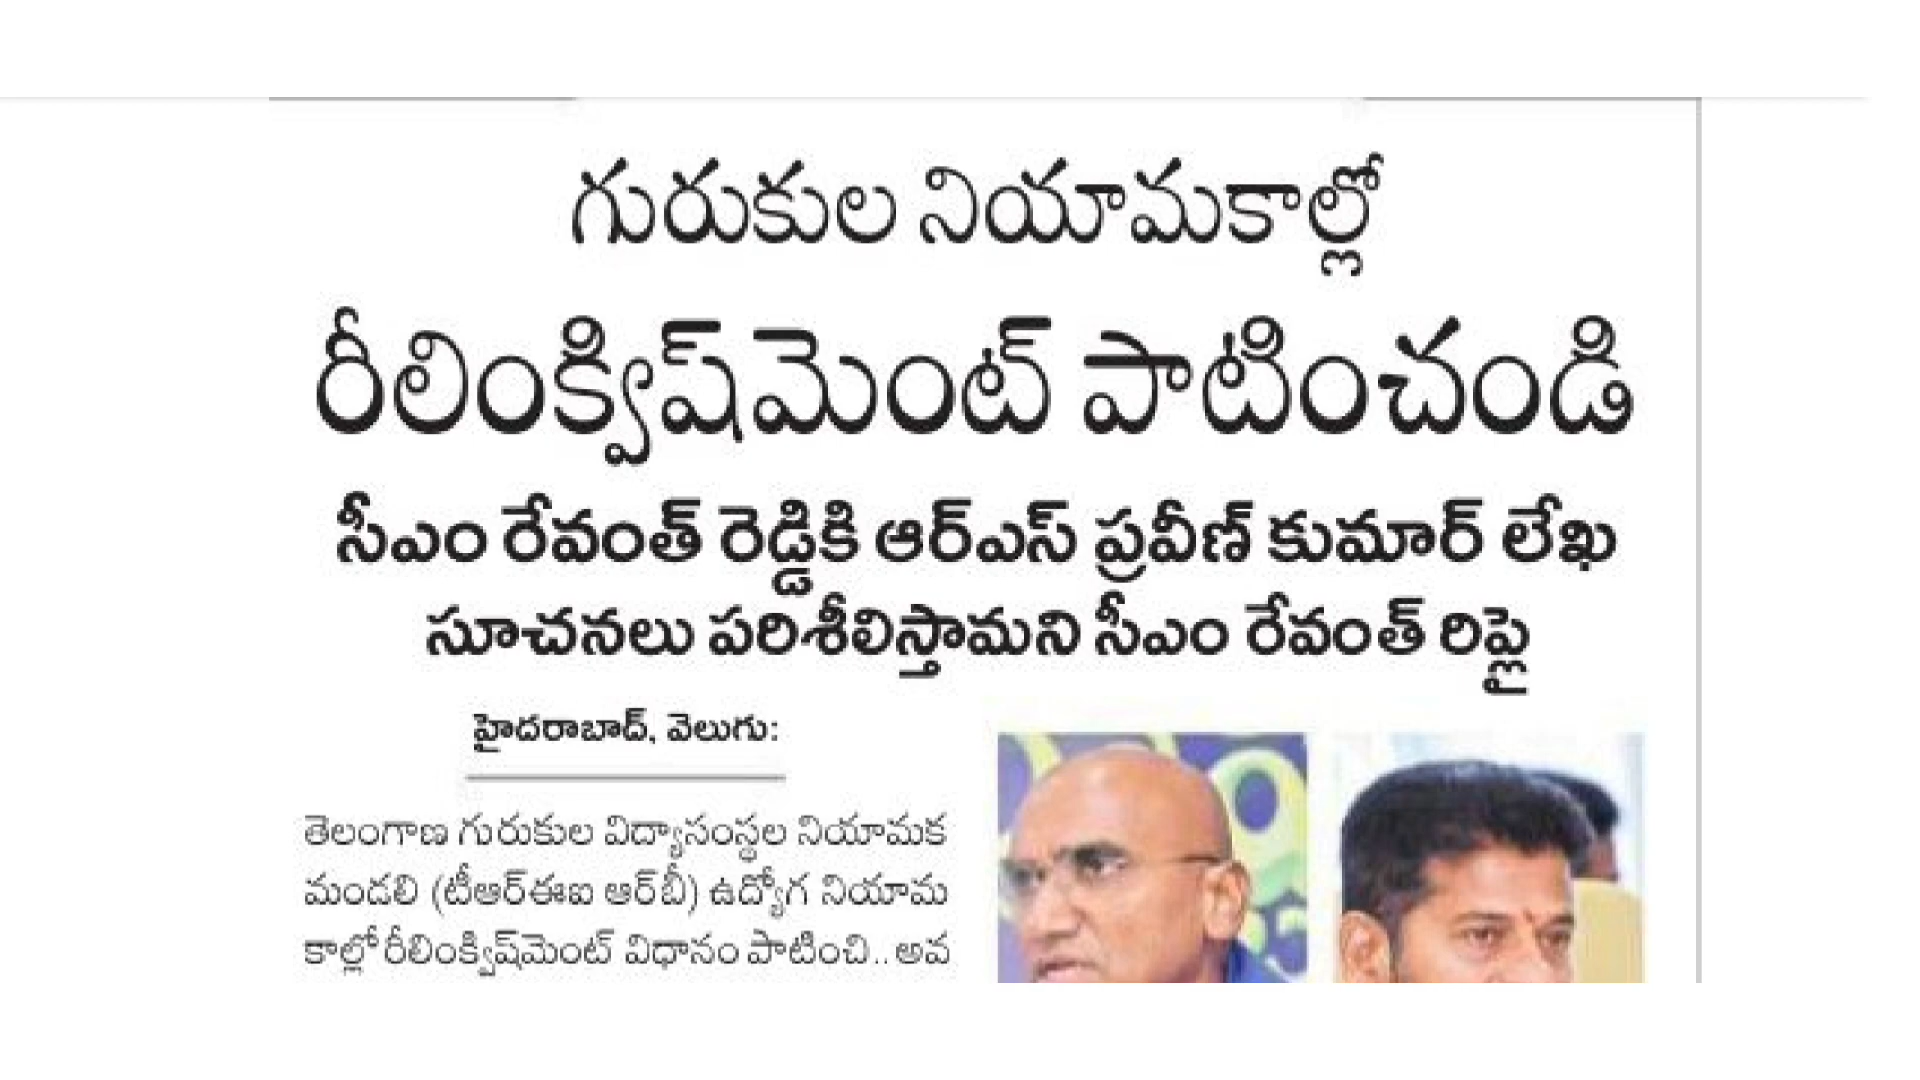 గురుకుల నియామకాల్లో
రీలింక్విష్‌మెంట్ పాటించండి
సీఎం రేవంత్ రెడ్డికి ఆర్ఎస్ ప్రవీణ్ కుమార్ లేఖ
సూచనలు పరిశీలిస్తామని సీఎం రేవంత్ రిప్లై
హైదరాబాద్, వెలుగు:
తెలంగాణ గురుకుల విద్యాసంస్థల నియామక
మండలి (టీఆర్ఈఐ ఆర్‌బీ) ఉద్యోగ నియామ
కాల్లో రీలింక్విష్‌మెంట్ విధానం పాటించి.. అవ